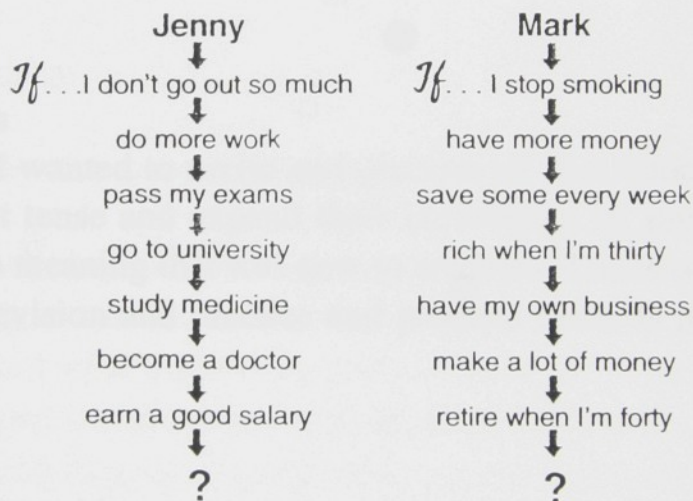 Jenny
If...I don't go out so much
do more work
pass my exams
go to university
study medicine
become a doctor
earn a good salary
?
Mark
If... I stop smoking
have more money
save some every week
rich when I'm thirty
have my own business
make a lot of money
retire when I'm forty
?